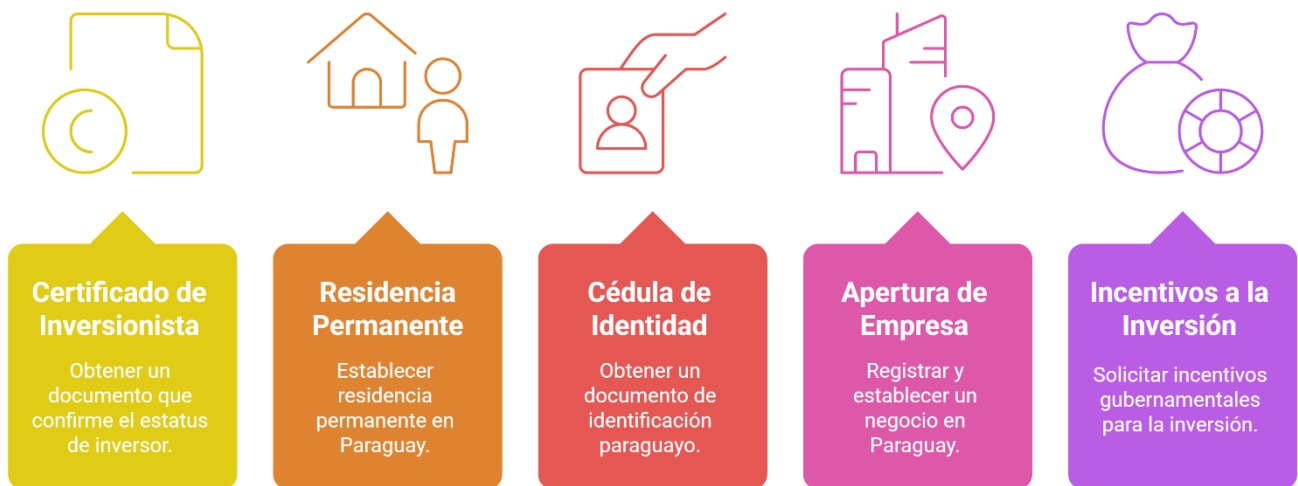 Certificado de
Inversionista
Obtener un
documento que
confirme el estatus
de inversor.
Residencia
Permanente
Establecer
residencia
permanente en
Paraguay.
Cédula de
Identidad
Obtener un
documento de
identificación
paraguayo.
Apertura de
Empresa
Registrar y
establecer un
negocio en
Paraguay.
Incentivos a la
Inversión
Solicitar incentivos
gubernamentales
para la inversión.